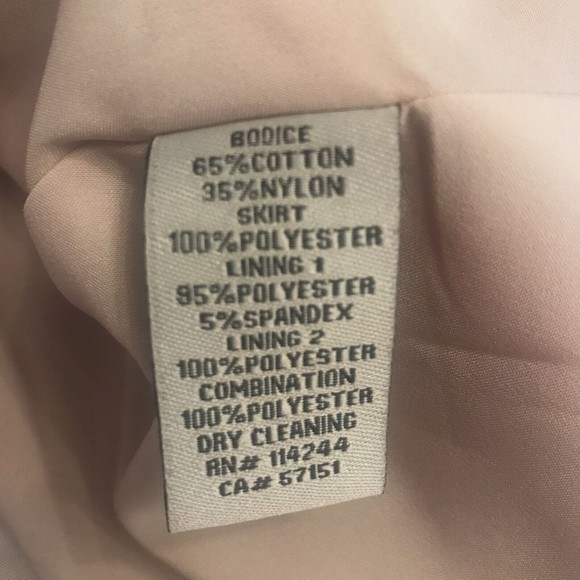 BODICE
65%COTTON
35%NYLON
SKIRT
100%POLYESTER
LINING 1
95%POLYESTER
5%SPANDEX
LINING 2
100%POLYESTER
COMBINATION
100%POLYESTER
DRY CLEANING
RN# 114244
CA# 57151